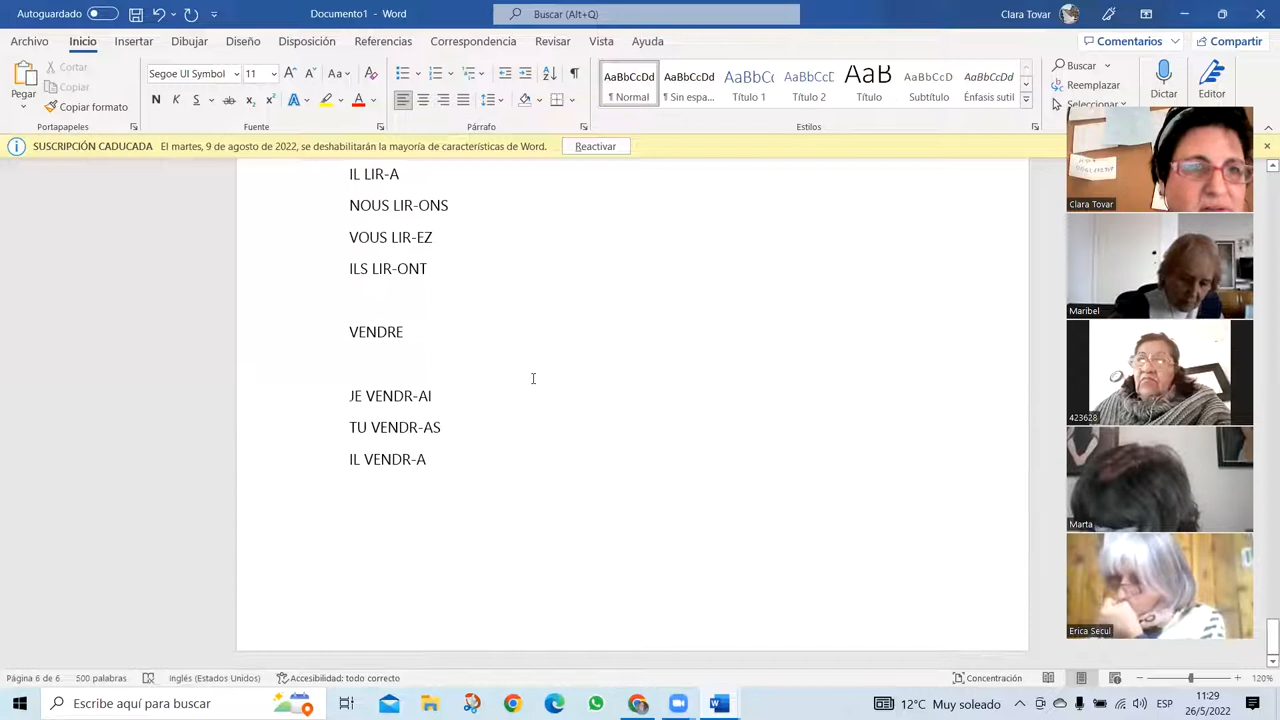 Autoguardado
Documento1 - Word
Buscar (Alt+Q)
Clara Tovar
Archivo Inicio Insertar Dibujar Diseño Disposición Referencias Correspondencia Revisar Vista Ayuda
Comentarios
Compartir
Pegar
Cortar
Copiar
Copiar formato
Portapapeles
Segoe UI Symbol 11
N K S
Fuente
Párrafo
AaBbCcDd AaBbCcDd AaBbCc AaBbCcD AaB AaBbCcD AaBbCcDd
Normal Sin espa... Título 1 Título 2 Título Subtítulo Énfasis sutil
Estilos
Buscar
Reemplazar
Seleccionar
Dictar
Editor
SUSCRIPCIÓN CADUCADA El martes, 9 de agosto de 2022, se deshabilitarán la mayoría de características de Word. Reactivar
IL LIR-A
NOUS LIR-ONS
VOUS LIR-EZ
ILS LIR-ONT
VENDRE
JE VENDR-AI
TU VENDR-AS
IL VENDR-A
Clara Tovar
Maribel
423628
Marta
Erica Secul
Página 6 de 6 500 palabras inglés (Estados Unidos) Accesibilidad: todo correcto
Concentración
120%
Escribe aquí para buscar
12°C Muy soleado
ESP
11:29
26/5/2022